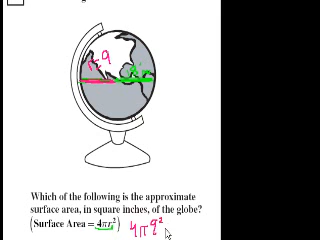 r 9
Which of the following is the approximate
surface area, in square inches, of the globe?
(Surface Area = 4πr²) 4π9²